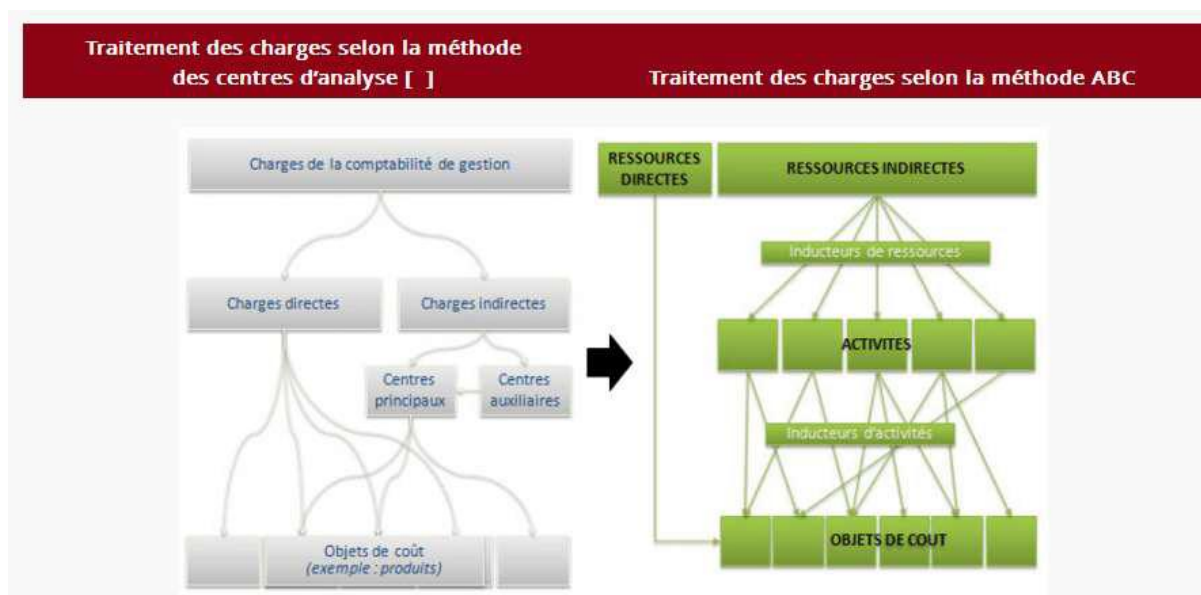 Traitement des charges selon la méthode
des centres d'analyse [ ]
Traitement des charges selon la méthode ABC
Charges de la comptabilité de gestion
Charges directes
Charges indirectes
Centres
principaux
Centres
auxiliaires
Objets de coût
(exemple : produits)
RESSOURCES
DIRECTES
RESSOURCES INDIRECTES
Inducteurs de ressources
ACTIVITES
Inducteurs d'activités
OBJETS DE COUT